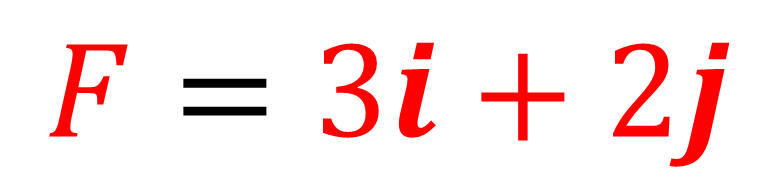 F = 3i + 2j